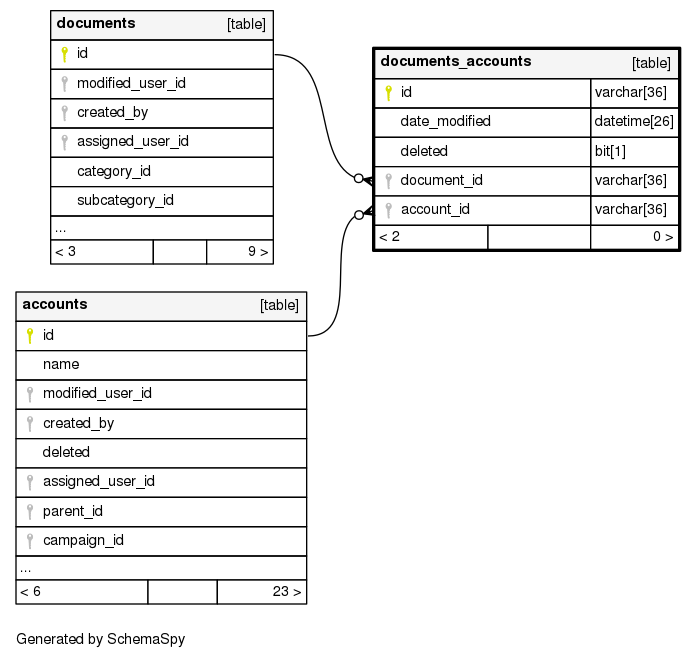 documents [table]
id
modified_user_id
created_by
assigned_user_id
category_id
subcategory_id
...
< 3 9 >
documents_accounts [table]
id varchar[36]
date_modified datetime[26]
deleted bit[1]
document_id varchar[36]
account_id varchar[36]
< 2 0 >
accounts [table]
id
name
modified_user_id
created_by
deleted
assigned_user_id
parent_id
campaign_id
...
< 6 23 >
Generated by SchemaSpy